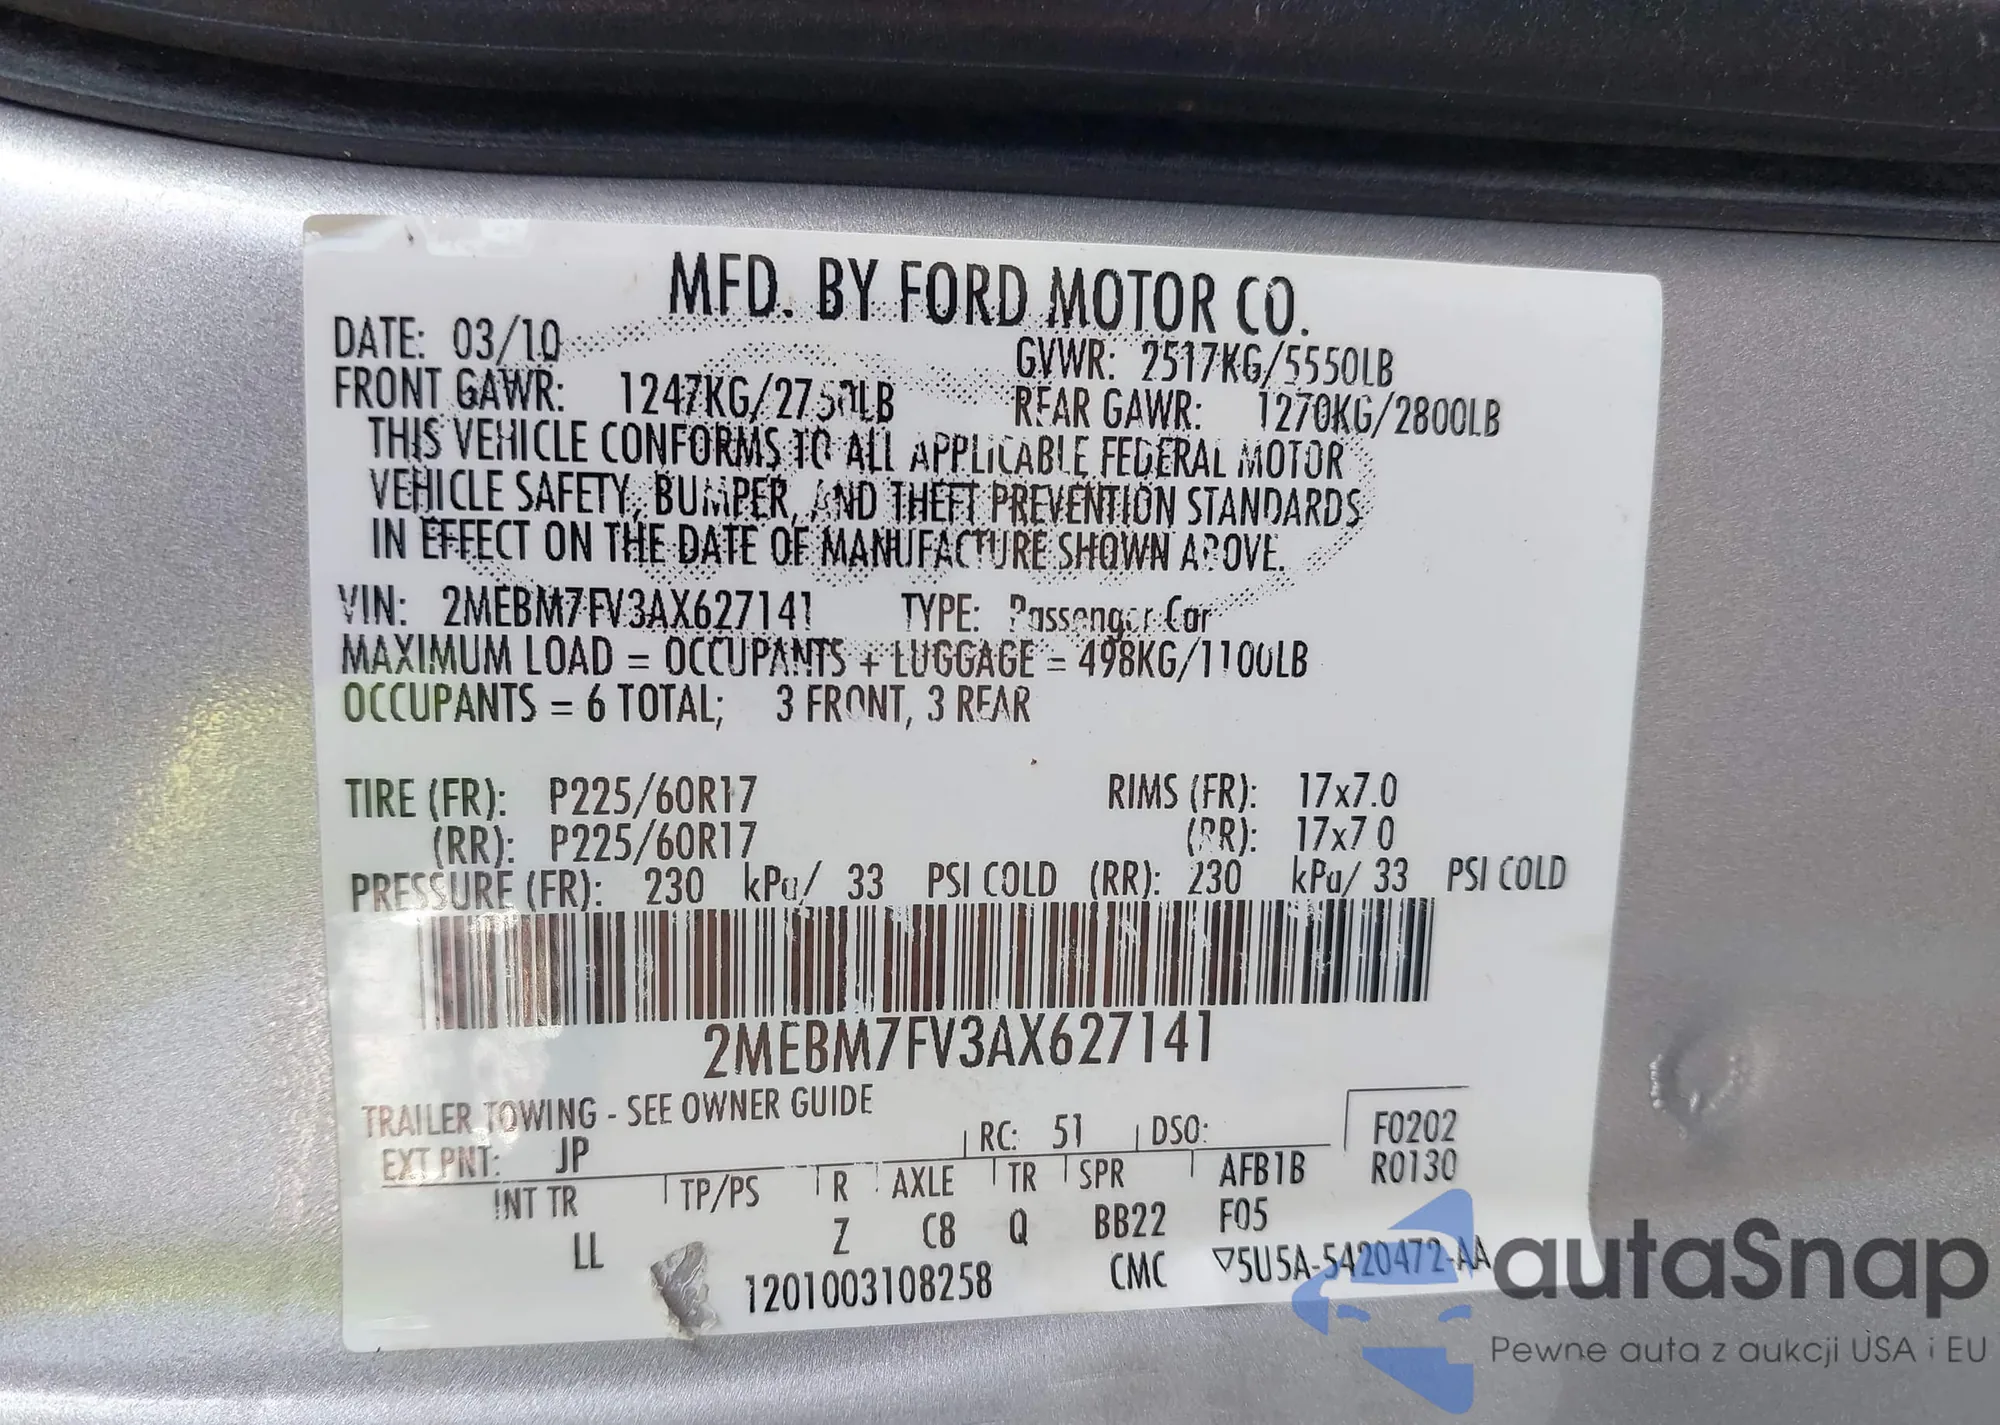 MFD. BY FORD MOTOR CO.
DATE: 03/10 GVWR: 2517KG/5550LB
FRONT GAWR: 1247KG/2750LB REAR GAWR: 1270KG/2800LB
THIS VEHICLE CONFORMS TO ALL APPLICABLE FEDERAL MOTOR
VEHICLE SAFETY, BUMPER, AND THEFT PREVENTION STANDARDS
IN EFFECT ON THE DATE OF MANUFACTURE SHOWN ABOVE.
VIN: 2MEBM7FV3AX627141 TYPE: Passenger Car
MAXIMUM LOAD = OCCUPANTS + LUGGAGE = 498KG/1100LB
OCCUPANTS = 6 TOTAL; 3 FRONT, 3 REAR
TIRE (FR): P225/60R17 RIMS (FR): 17x7.0
(RR): P225/60R17 (RR): 17x7.0
PRESSURE (FR): 230 kPa/ 33 PSI COLD (RR): 230 kPa/ 33 PSI COLD
2MEBM7FV3AX627141
TRAILER TOWING - SEE OWNER GUIDE
EXT PNT: JP RC: 51 DSO: F0202
R0130
INT TR TP/PS R AXLE TR SPR AFB1B
LL Z C8 Q BB22 F05
1201003108258 CMC ▽5U5A-5420472-AA
autaSnap
Pewne auta z aukcji USA i EU